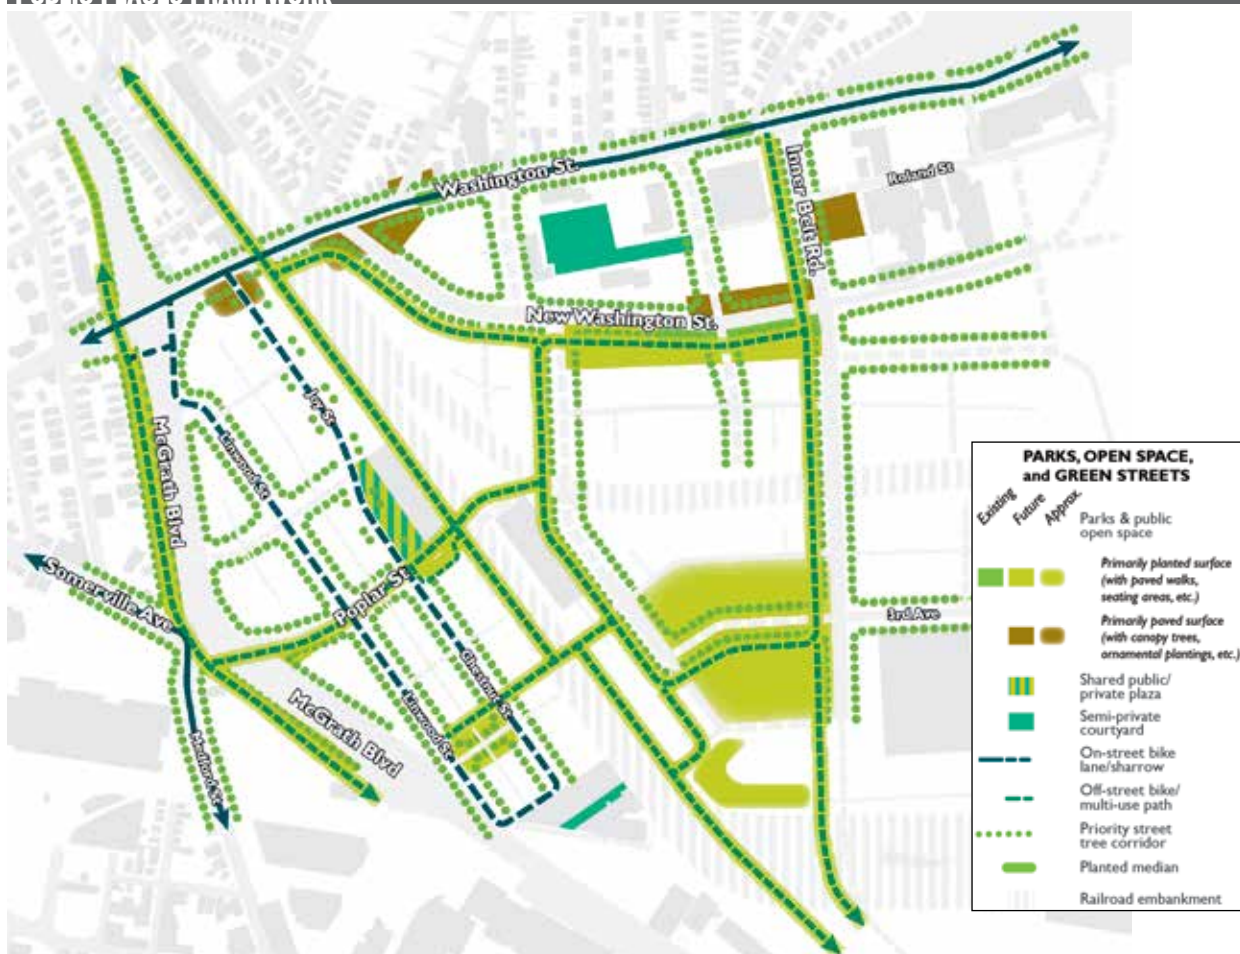 PUBLIC PLACES FRAMEWORK
Washington St.
Inner Belt Rd.
Roland St
New Washington St.
Joy St
Linwood St
McGrath Blvd
Somerville Ave
Poplar St
3rd Ave
Chestnut St
Linwood St
McGrath Blvd
Medford St
PARKS, OPEN SPACE,
and GREEN STREETS
Existing
Future
Approx.
Parks & public
open space
Primarily planted surface
(with paved walks,
seating areas, etc.)
Primarily paved surface
(with canopy trees,
ornamental plantings, etc.)
Shared public/
private plaza
Semi-private
courtyard
On-street bike
lane/sharrow
Off-street bike/
multi-use path
Priority street
tree corridor
Planted median
Railroad embankment